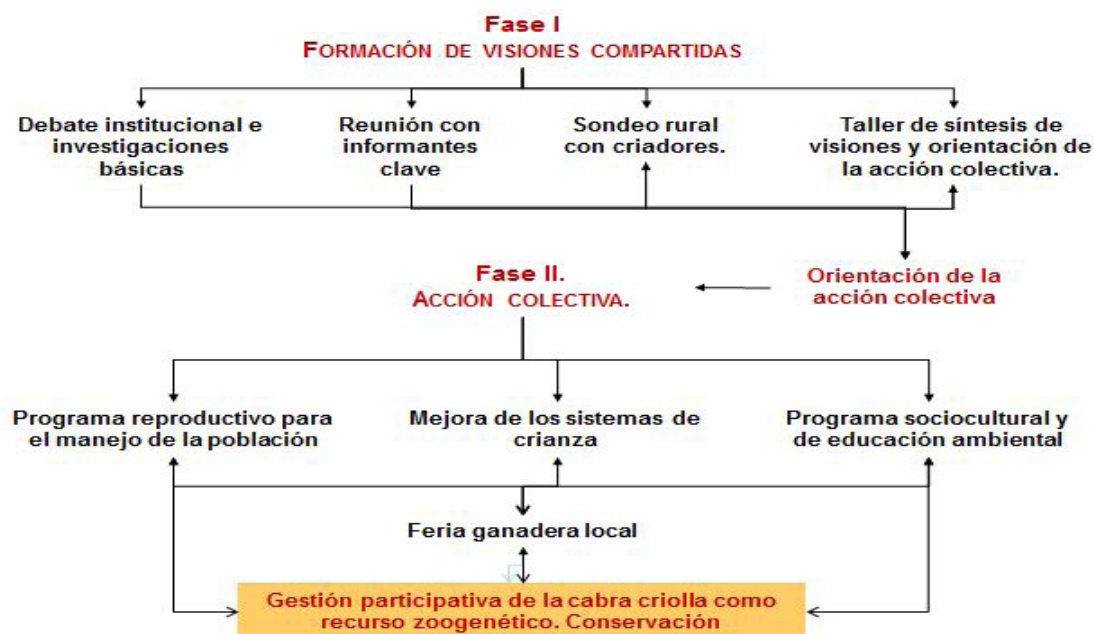 Fase I
FORMACIÓN DE VISIONES COMPARTIDAS
Debate institucional e
investigaciones
básicas
Reunión con
informantes
clave
Sondeo rural
con criadores.
Taller de síntesis de
visiones y orientación de
la acción colectiva.
Fase II.
ACCIÓN COLECTIVA.
Orientación de la
acción colectiva
Programa reproductivo para
el manejo de la población
Mejora de los sistemas de
crianza
Programa sociocultural y
de educación ambiental
Feria ganadera local
Gestión participativa de la cabra criolla como
recurso zoogenético. Conservación